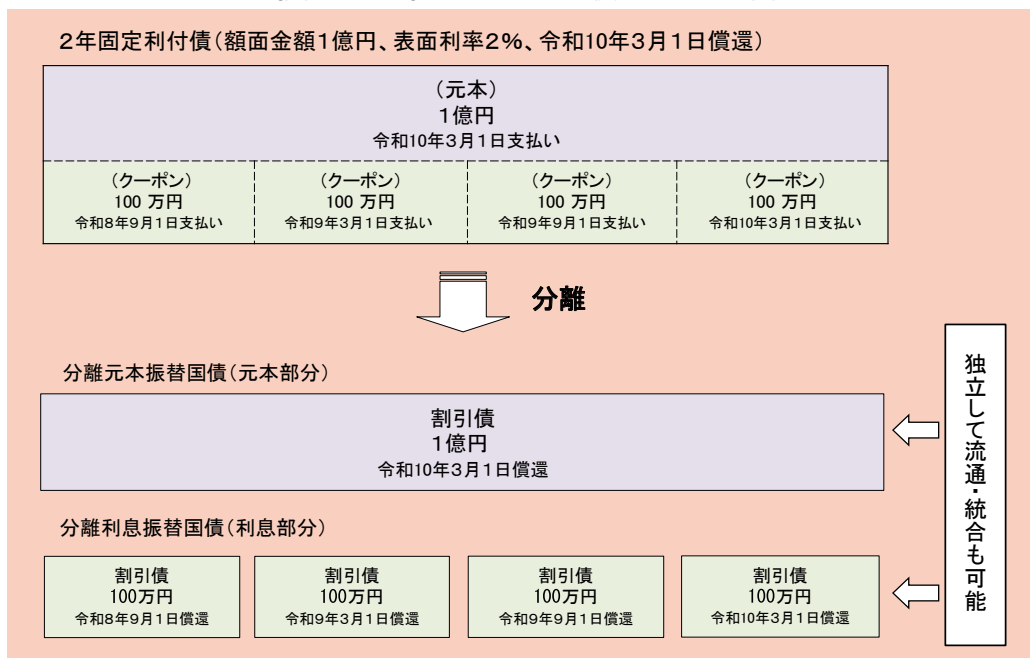 2年固定利付債(額面金額1億円、表面利率2%、令和10年3月1日償還)
(元本)
1億円
令和10年3月1日支払い
(クーポン)
100 万円
令和8年9月1日支払い
(クーポン)
100 万円
令和9年3月1日支払い
(クーポン)
100 万円
令和9年9月1日支払い
(クーポン)
100 万円
令和10年3月1日支払い
分離
分離元本振替国債(元本部分)
割引債
1億円
令和10年3月1日償還
分離利息振替国債(利息部分)
割引債
100万円
令和8年9月1日償還
割引債
100万円
令和9年3月1日償還
割引債
100万円
令和9年9月1日償還
割引債
100万円
令和10年3月1日償還
独立して流通・統合も可能